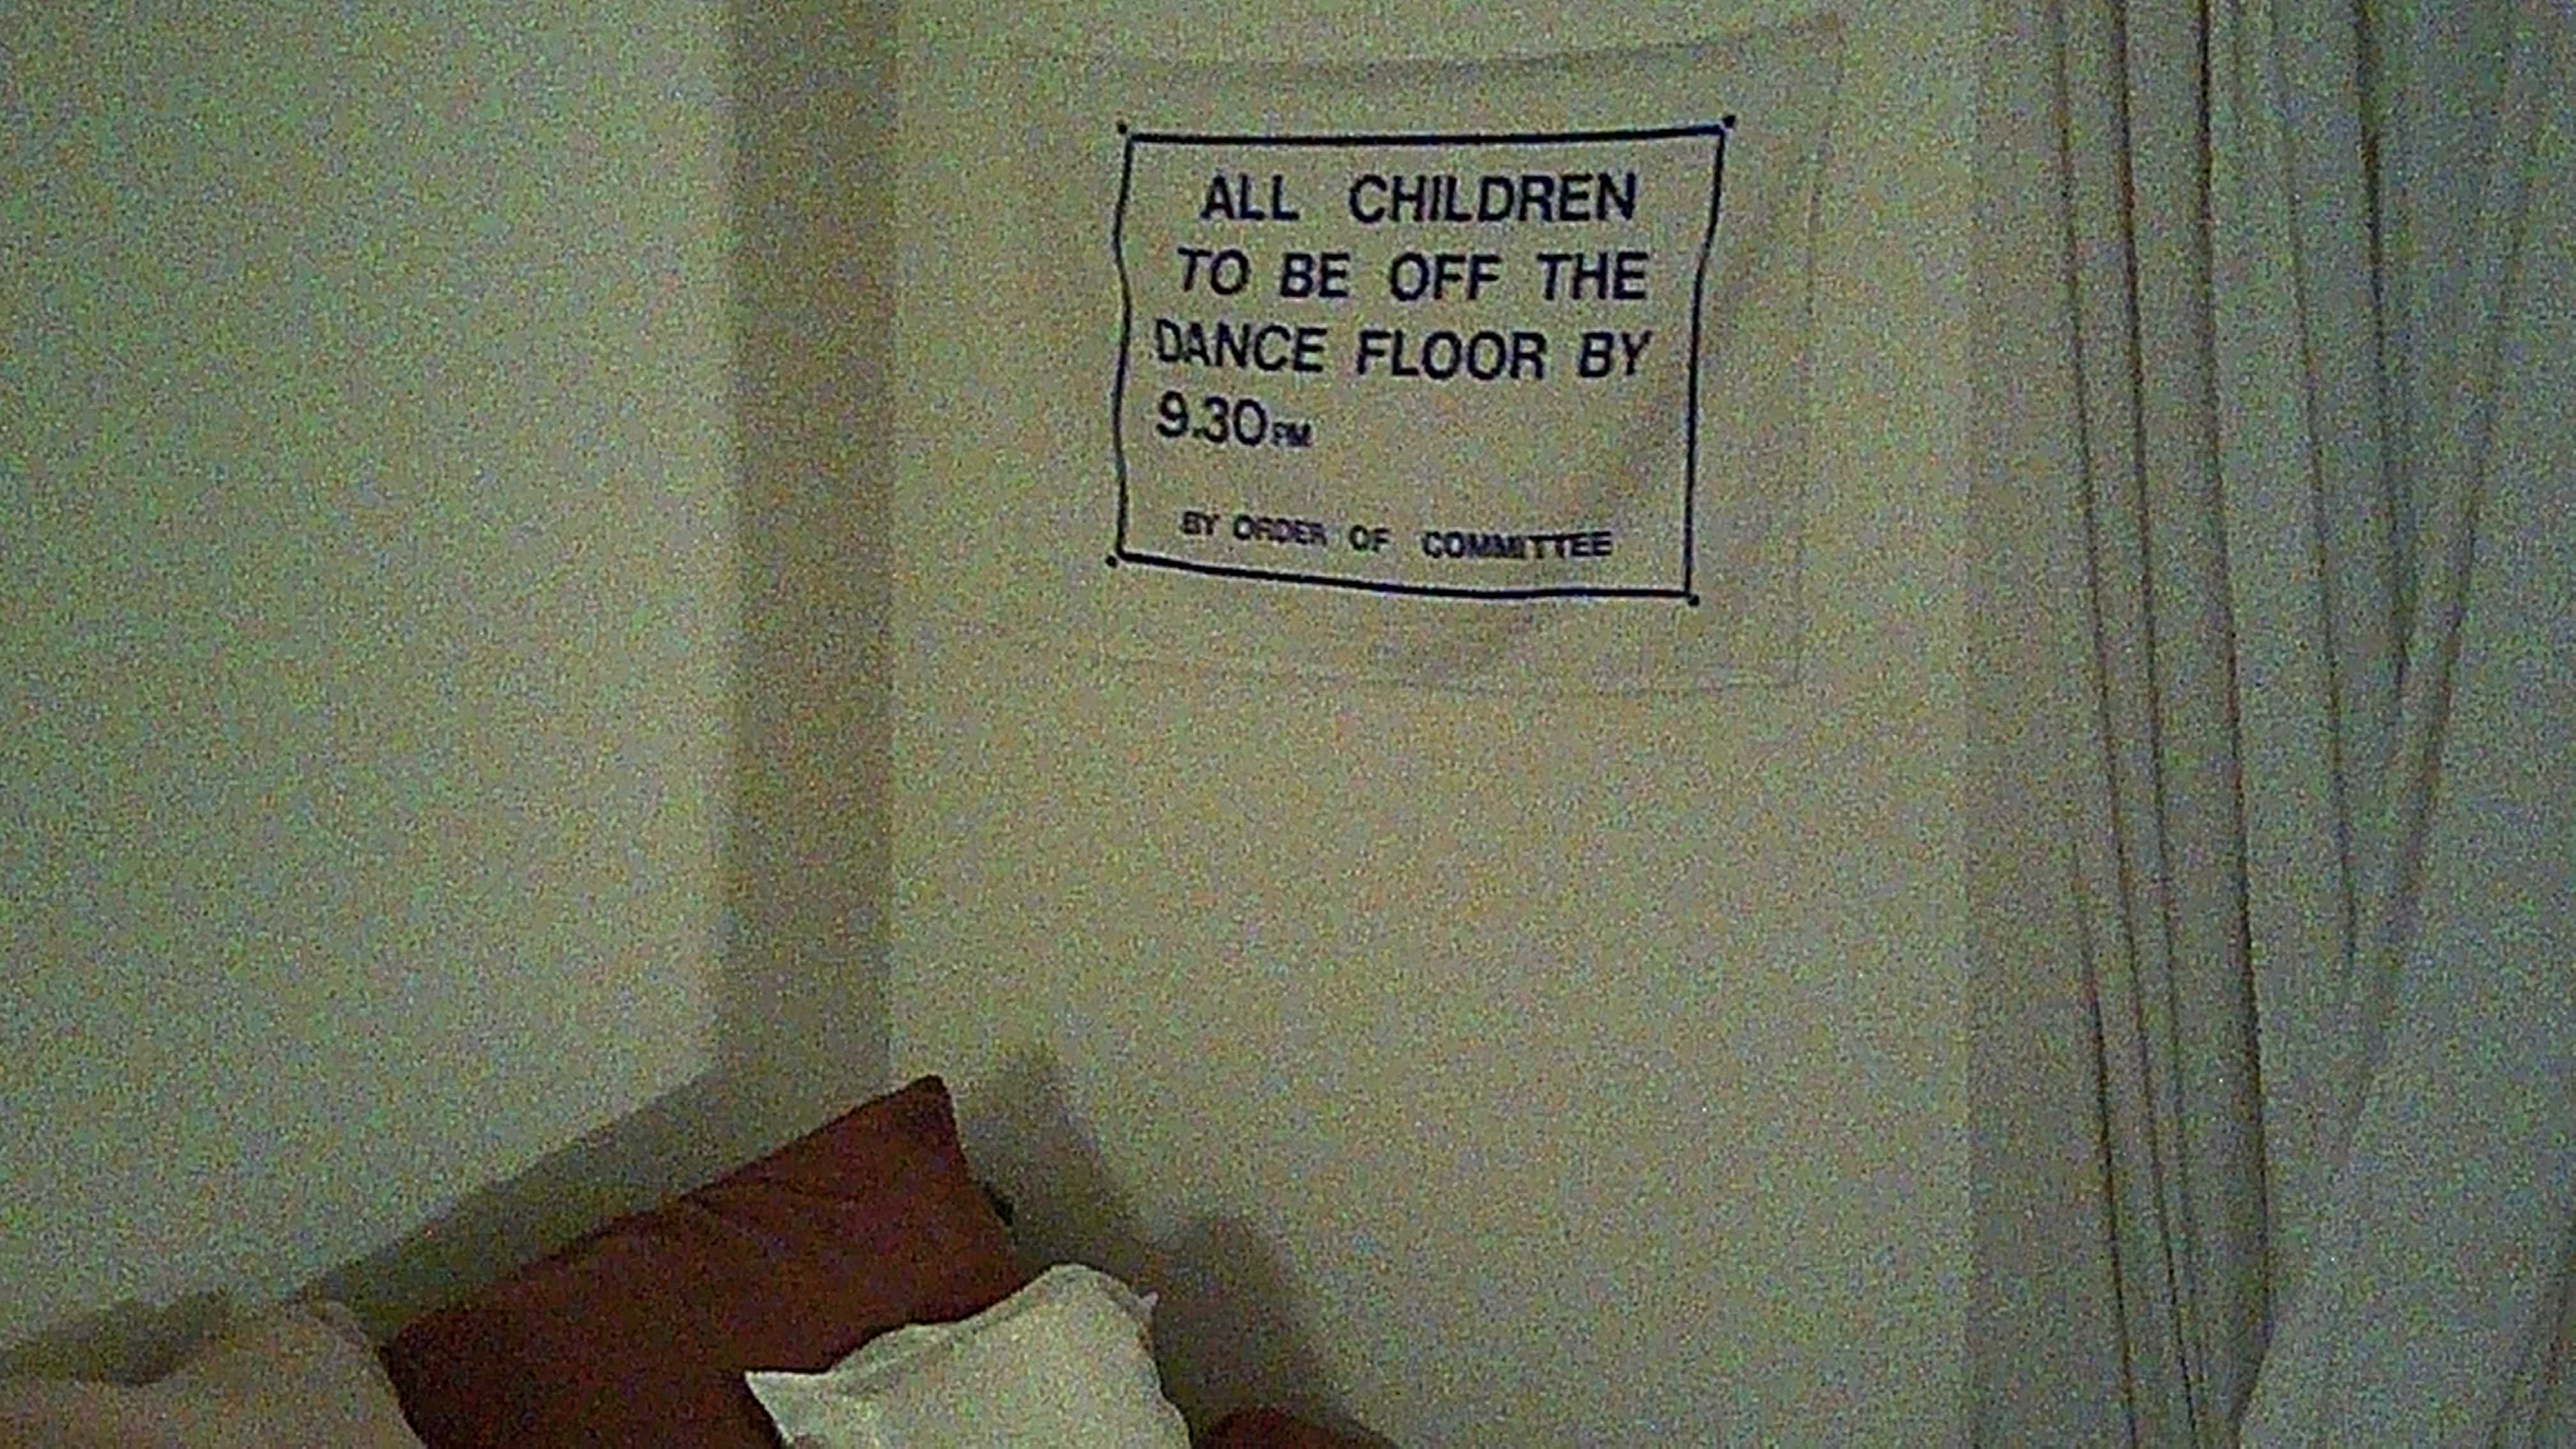 ALL CHILDREN
TO BE OFF THE
DANCE FLOOR BY
9.30PM
BY ORDER OF COMMITTEE